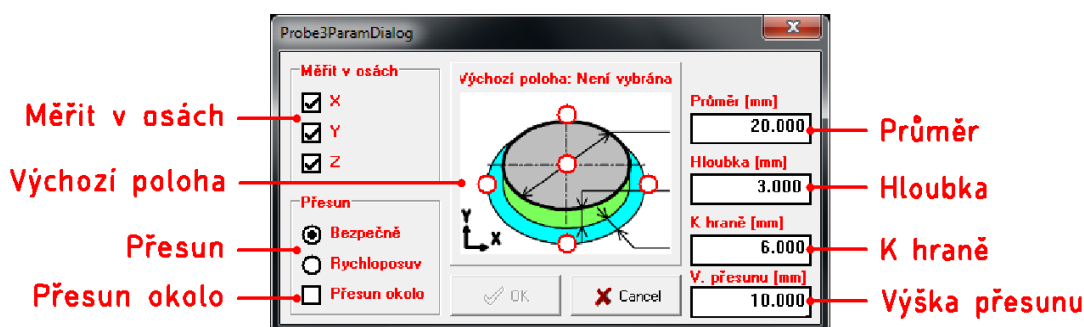 Probe3ParamDialog
Měřit v osách
X
Y
Z
Přesun
Bezpečně
Rychloposuv
Přesun okolo
Výchozí poloha: Není vybrána
Y
X
OK
Cancel
Průměr [mm]
20.000
Hloubka [mm]
3.000
K hraně [mm]
6.000
V. přesunu [mm]
10.000
Měřit v osách
Výchozí poloha
Přesun
Přesun okolo
Průměr
Hloubka
K hraně
Výška přesunu